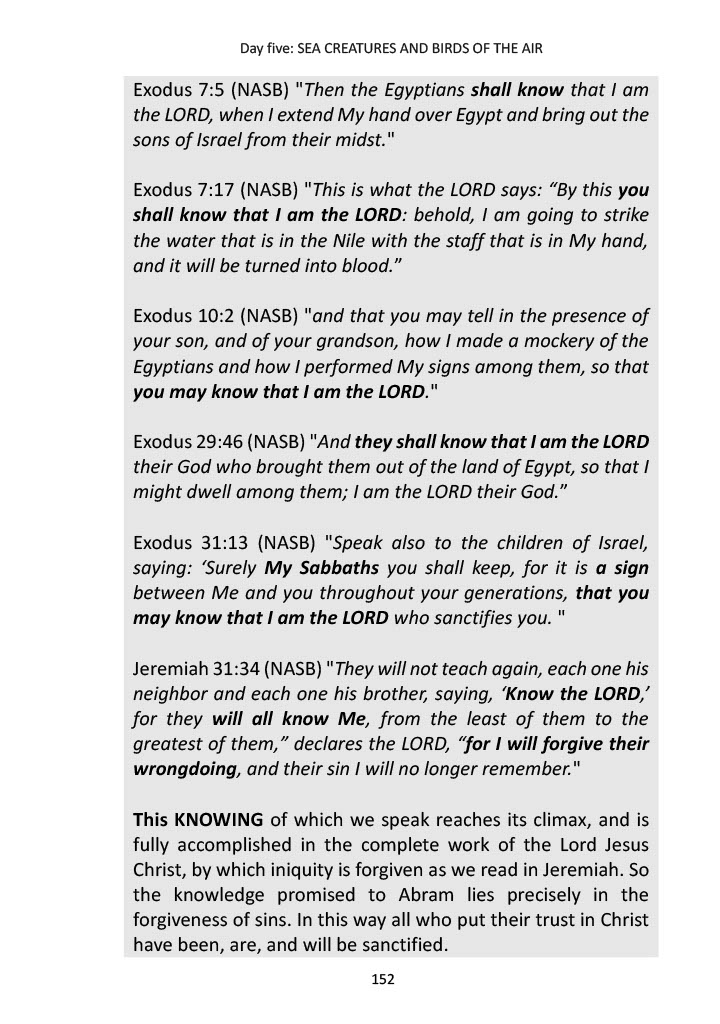 Day five: SEA CREATURES AND BIRDS OF THE AIR
Exodus 7:5 (NASB) "Then the Egyptians shall know that I am
the LORD, when I extend My hand over Egypt and bring out the
sons of Israel from their midst."
Exodus 7:17 (NASB) "This is what the LORD says: “By this you
shall know that I am the LORD: behold, I am going to strike
the water that is in the Nile with the staff that is in My hand,
and it will be turned into blood.”
Exodus 10:2 (NASB) "and that you may tell in the presence of
your son, and of your grandson, how I made a mockery of the
Egyptians and how I performed My signs among them, so that
you may know that I am the LORD."
Exodus 29:46 (NASB) "And they shall know that I am the LORD
their God who brought them out of the land of Egypt, so that I
might dwell among them; I am the LORD their God.”
Exodus 31:13 (NASB) "Speak also to the children of Israel,
saying: ‘Surely My Sabbaths you shall keep, for it is a sign
between Me and you throughout your generations, that you
may know that I am the LORD who sanctifies you. "
Jeremiah 31:34 (NASB) "They will not teach again, each one his
neighbor and each one his brother, saying, ‘Know the LORD,’
for they will all know Me, from the least of them to the
greatest of them,” declares the LORD, “for I will forgive their
wrongdoing, and their sin I will no longer remember."
This KNOWING of which we speak reaches its climax, and is
fully accomplished in the complete work of the Lord Jesus
Christ, by which iniquity is forgiven as we read in Jeremiah. So
the knowledge promised to Abram lies precisely in the
forgiveness of sins. In this way all who put their trust in Christ
have been, are, and will be sanctified.
152